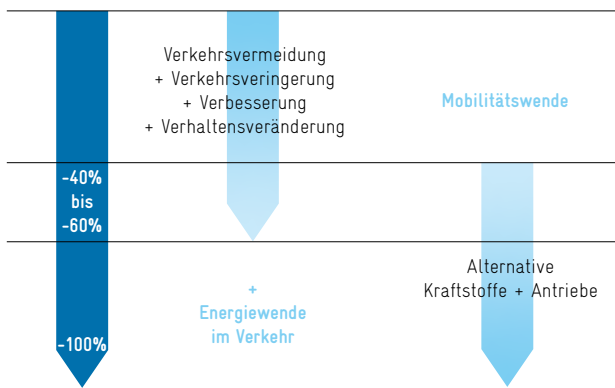 Verkehrsvermeidung
+ Verkehrsveringerung
+ Verbesserung
+ Verhaltensveränderung
Mobilitätswende
-40%
bis
-60%
Alternative
Kraftstoffe + Antriebe
+
Energiewende
im Verkehr
-100%